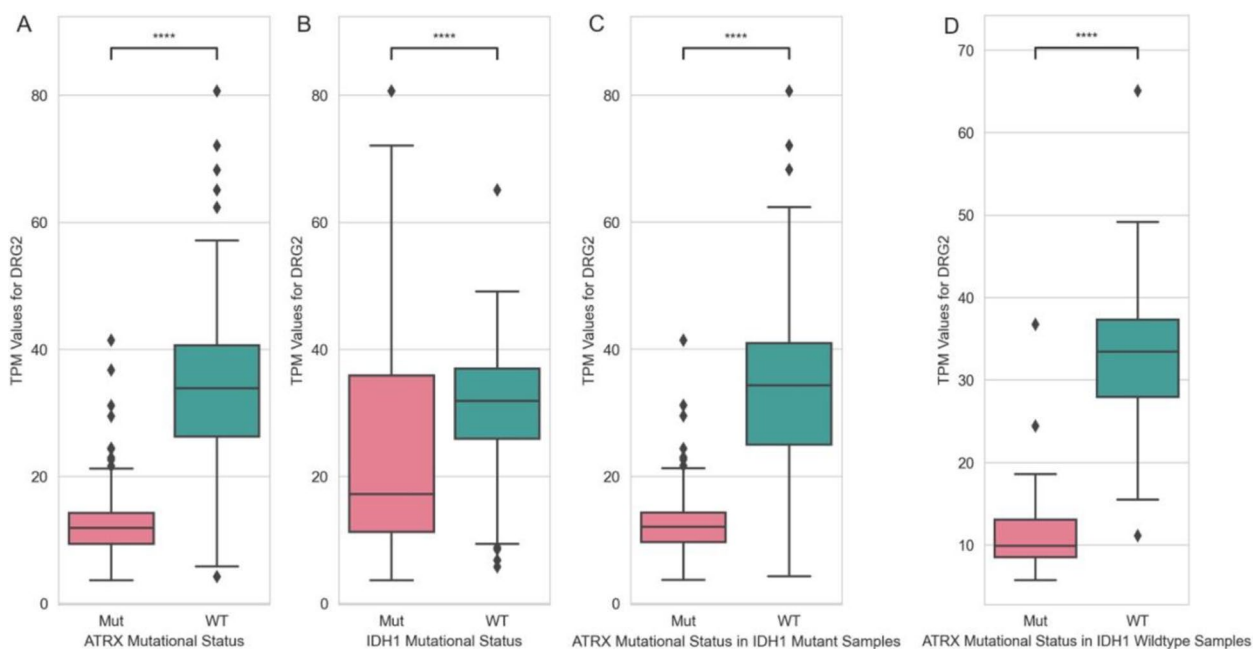 A
****
TPM Values for DRG2
80
60
40
20
0
Mut
WT
ATRX Mutational Status
B
****
TPM Values for DRG2
80
60
40
20
0
Mut
WT
IDH1 Mutational Status
C
****
TPM Values for DRG2
80
60
40
20
0
Mut
WT
ATRX Mutational Status in IDH1 Mutant Samples
D
****
TPM Values for DRG2
70
60
50
40
30
20
10
Mut
WT
ATRX Mutational Status in IDH1 Wildtype Samples